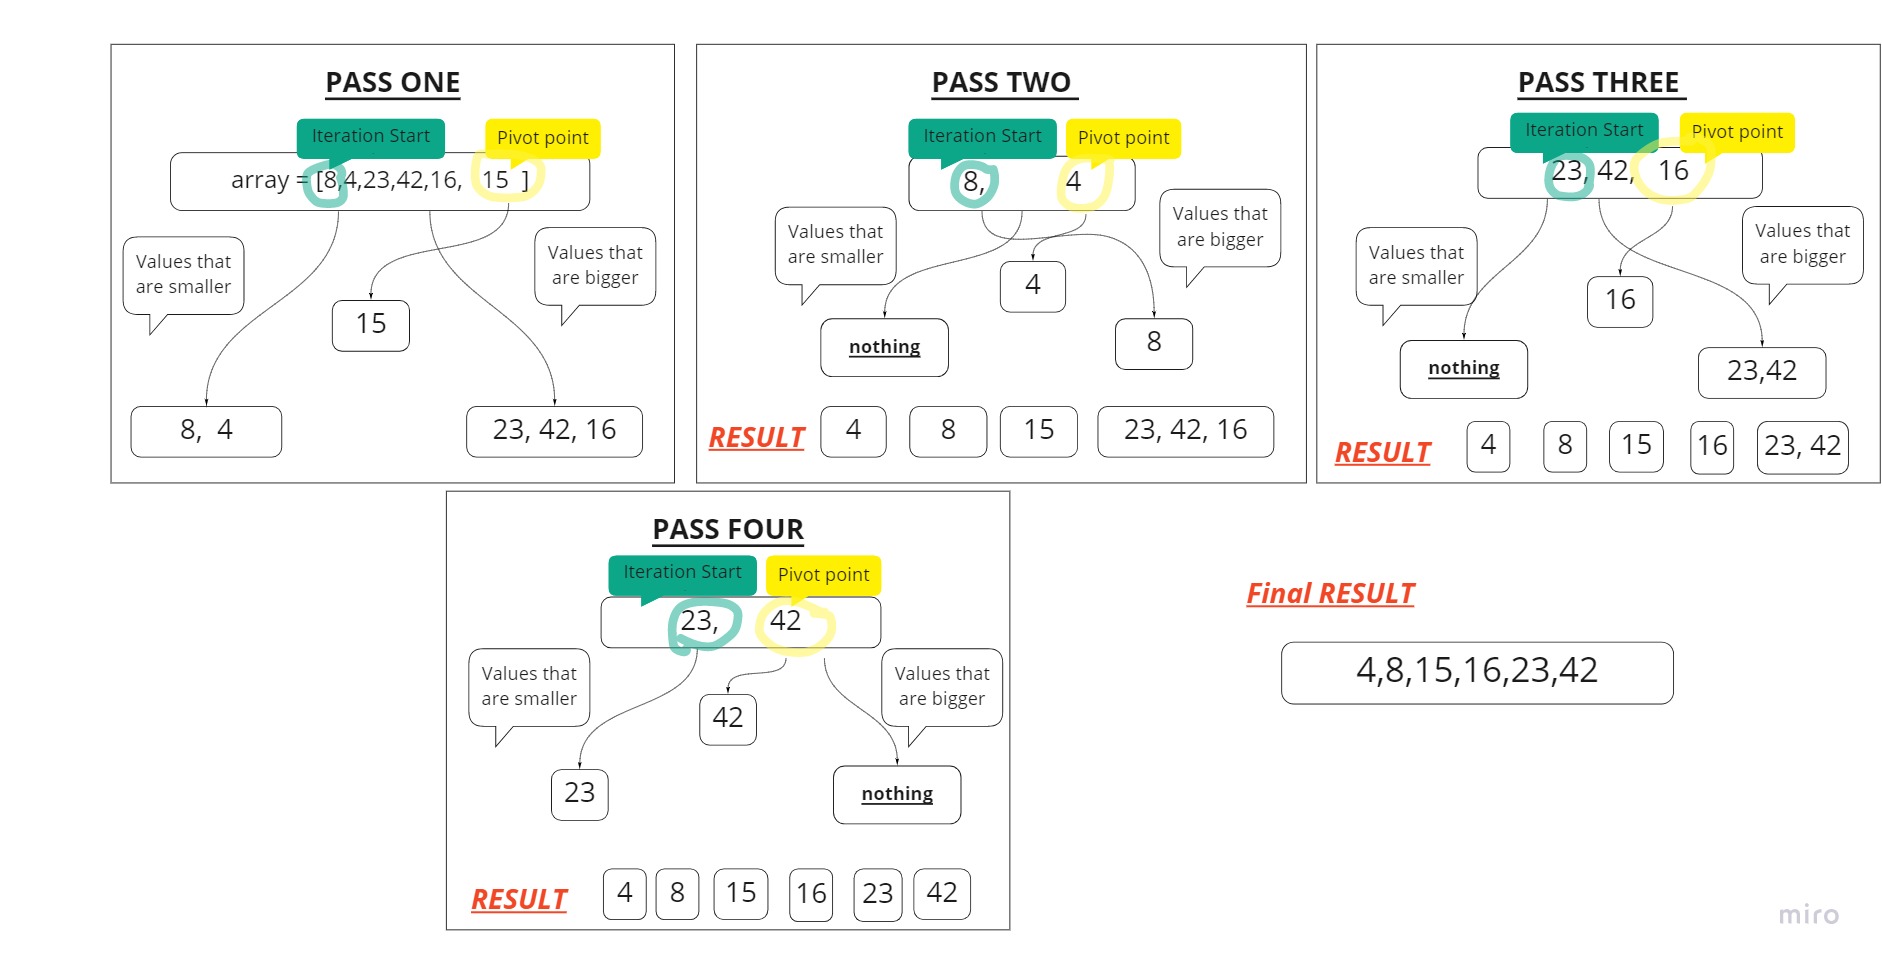 PASS ONE
Iteration Start
Pivot point
array = [8,4,23,42,16, 15 ]
Values that
are smaller
Values that
are bigger
15
8, 4
23, 42, 16
PASS TWO
Iteration Start
Pivot point
8, 4
Values that
are smaller
Values that
are bigger
4
nothing
8
RESULT 4 8 15 23, 42, 16
PASS THREE
Iteration Start
Pivot point
23, 42, 16
Values that
are smaller
Values that
are bigger
16
nothing
23,42
RESULT 4 8 15 16 23, 42
PASS FOUR
Iteration Start
Pivot point
23, 42
Values that
are smaller
Values that
are bigger
42
23
nothing
RESULT 4 8 15 16 23 42
Final RESULT
4,8,15,16,23,42
miro